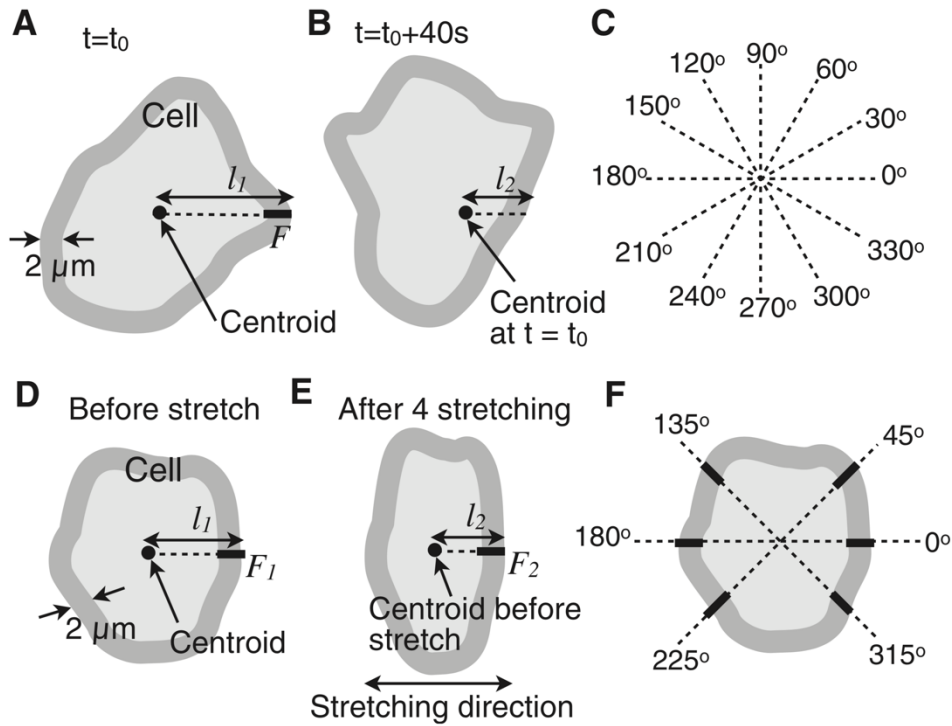 A
t=t0
Cell
l1
F
2 µm
Centroid
B
t=t0+40s
l2
Centroid
at t = t0
C
90º
120º
60º
150º
30º
180º
0º
210º
330º
240º
270º
300º
D
Before stretch
Cell
l1
F1
2 µm
Centroid
E
After 4 stretching
l2
F2
Centroid before
stretch
Stretching direction
F
135º
45º
180º
0º
225º
315º